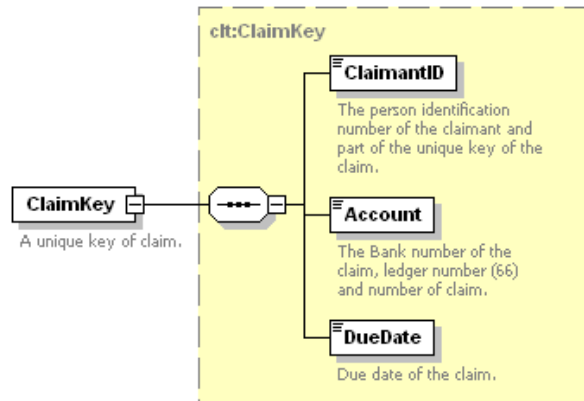 clt:ClaimKey
ClaimantID
The person identification
number of the claimant and
part of the unique key of the
claim.
ClaimKey
A unique key of claim.
Account
The Bank number of the
claim, ledger number (66)
and number of claim.
DueDate
Due date of the claim.